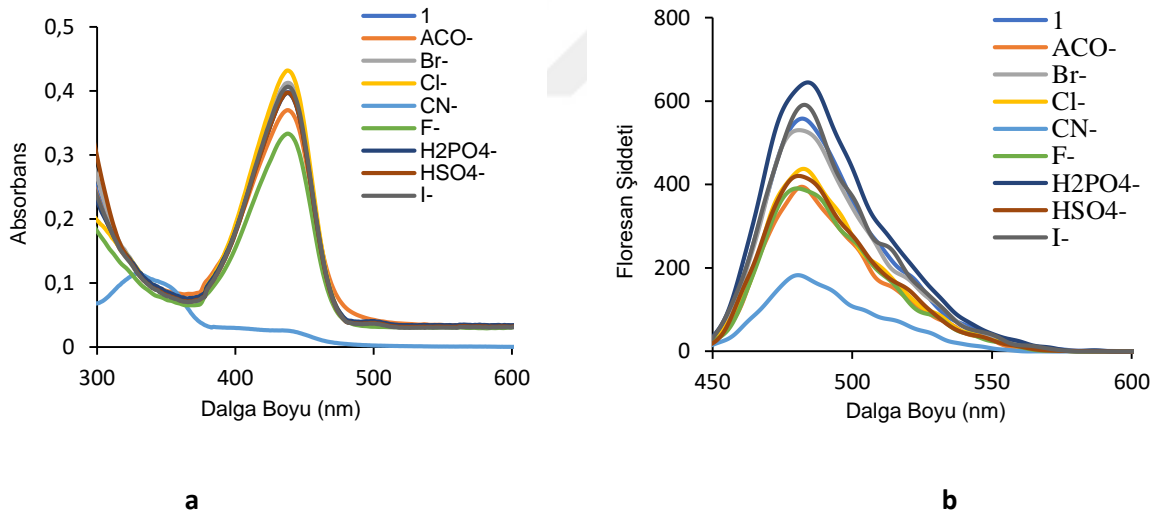 0,5
0,4
0,3
0,2
0,1
0
300
400
500
600
Absorbans
Dalga Boyu (nm)
1
ACO-
Br-
Cl-
CN-
F-
H2PO4-
HSO4-
I-
a
800
600
400
200
0
450
500
550
600
Floresan Şiddeti
Dalga Boyu (nm)
1
ACO-
Br-
Cl-
CN-
F-
H2PO4-
HSO4-
I-
b